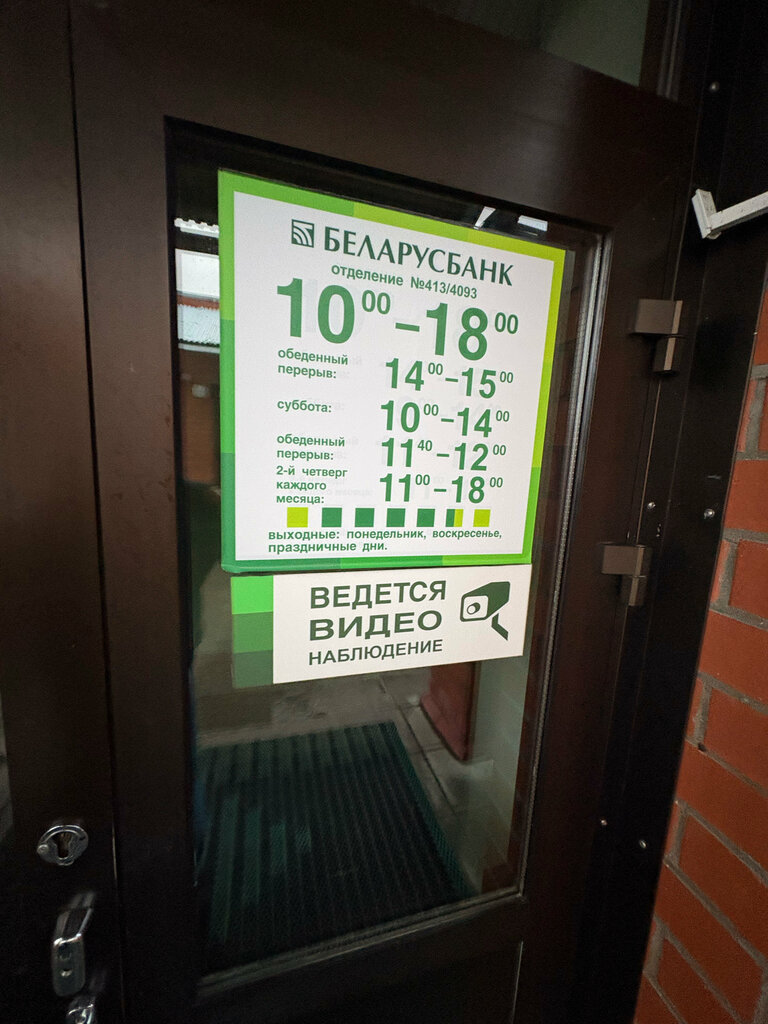 БЕЛАРУСБАНК
отделение №413/4093
10⁰⁰–18⁰⁰
обеденный
перерыв: 14⁰⁰–15⁰⁰
суббота: 10⁰⁰–14⁰⁰
обеденный
перерыв: 11⁴⁰–12⁰⁰
2-й четверг
каждого
месяца: 11⁰⁰–18⁰⁰
выходные: понедельник, воскресенье,
праздничные дни.
ВЕДЕТСЯ
ВИДЕО
НАБЛЮДЕНИЕ